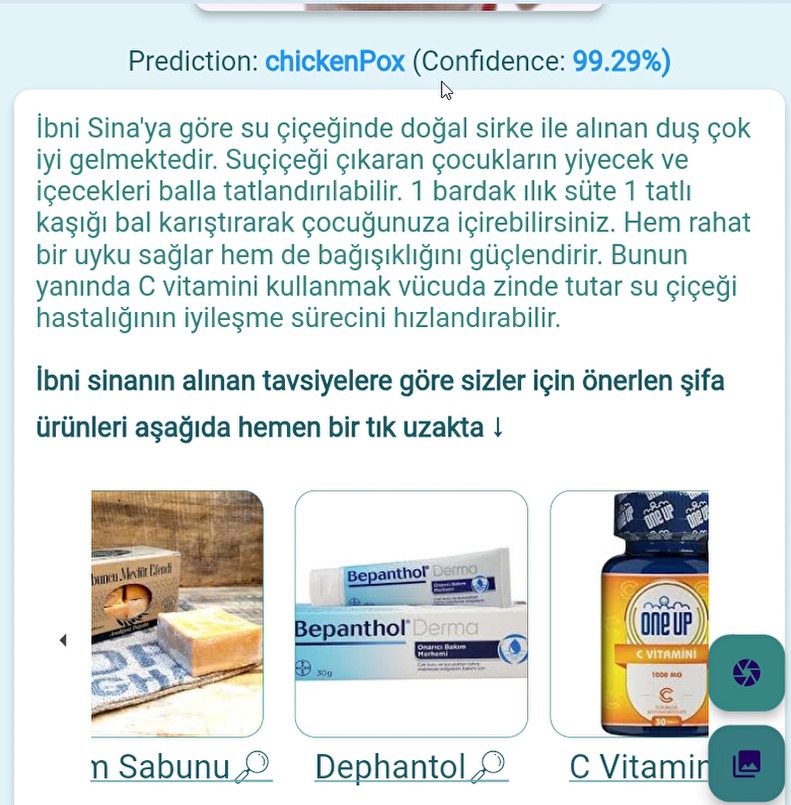 Prediction: chickenPox (Confidence: 99.29%)
İbni Sina'ya göre su çiçeğinde doğal sirke ile alınan duş çok
iyi gelmektedir. Suçiçeği çıkaran çocukların yiyecek ve
içecekleri balla tatlandırılabilir. 1 bardak ılık süte 1 tatlı
kaşığı bal karıştırarak çocuğunuza içirebilirsiniz. Hem rahat
bir uyku sağlar hem de bağışıklığını güçlendirir. Bunun
yanında C vitamini kullanmak vücuda zinde tutar su çiçeği
hastalığının iyileşme sürecini hızlandırabilir.
İbni sinanın alınan tavsiyelere göre sizler için önerlen şifa
ürünleri aşağıda hemen bir tık uzakta ↓
Mevlüt Efendi
Bepanthol Derma
Onarıcı Bakım
Merhemi
Bepanthol Derma
Onarıcı Bakım
Merhemi
30g
one UP
C VITAMINI
1000 MG
C
30
m Sabunu
Dephantol
C Vitamin